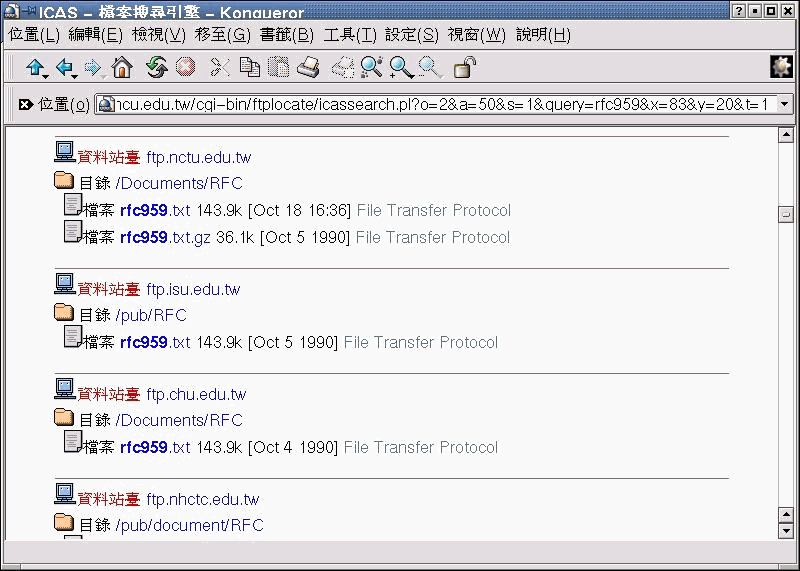 ICAS – 檔案搜尋引擎 – Konqueror
位置(L) 編輯(E) 檢視(V) 移至(G) 書籤(B) 工具(T) 設定(S) 視窗(W) 說明(H)
位置(o) ncu.edu.tw/cgi-bin/ftplocate/icassearch.pl?o=2&a=50&s=1&query=rfc959&x=83&y=20&t=1
資料站臺 ftp.nctu.edu.tw
目錄 /Documents/RFC
檔案 rfc959.txt 143.9k [Oct 18 16:36] File Transfer Protocol
檔案 rfc959.txt.gz 36.1k [Oct 5 1990] File Transfer Protocol
資料站臺 ftp.isu.edu.tw
目錄 /pub/RFC
檔案 rfc959.txt 143.9k [Oct 5 1990] File Transfer Protocol
資料站臺 ftp.chu.edu.tw
目錄 /Documents/RFC
檔案 rfc959.txt 143.9k [Oct 4 1990] File Transfer Protocol
資料站臺 ftp.nhctc.edu.tw
目錄 /pub/document/RFC